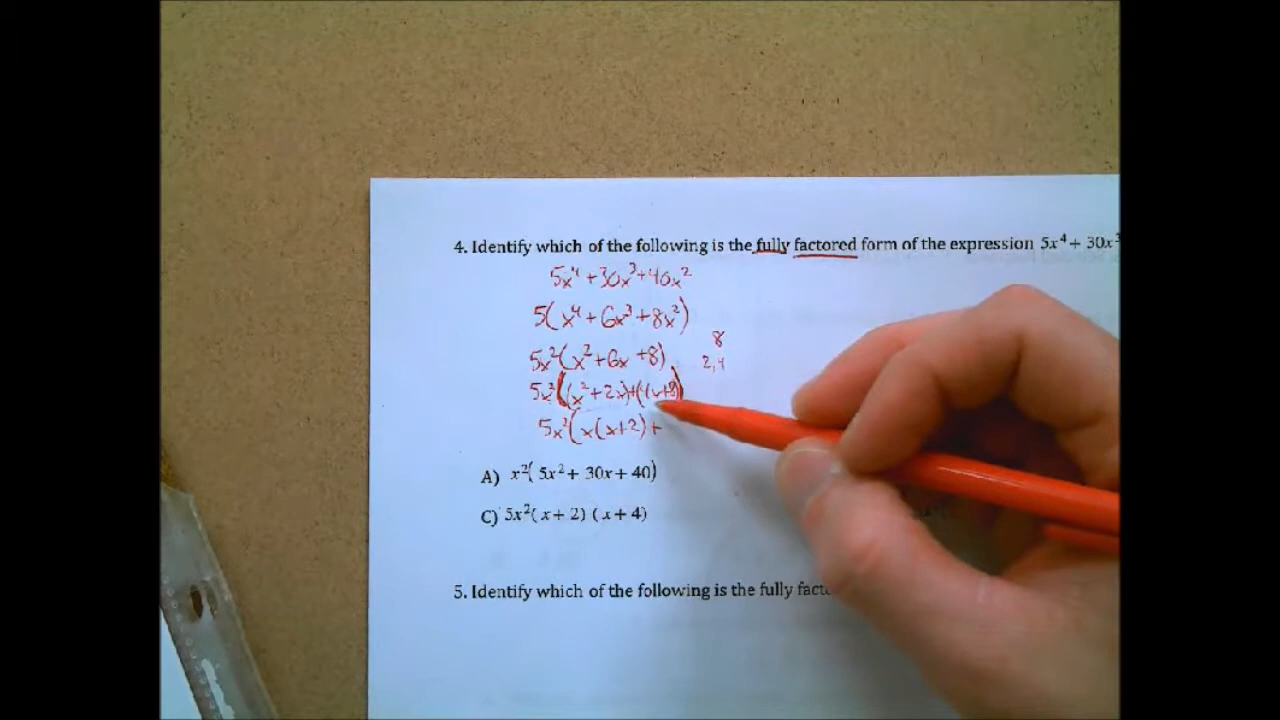 4. Identify which of the following is the fully factored form of the expression 5x⁴ + 30x³
5x⁴ +30x³+40x²
5(x⁴+6x³+8x²)
8
5x²(x²+6x+8)
2,4
5x²((x²+2x)+(4x+8))
5x²(x(x+2)+
A) x²(5x²+ 30x+ 40)
C) 5x²(x+ 2) (x+ 4)
5. Identify which of the following is the fully